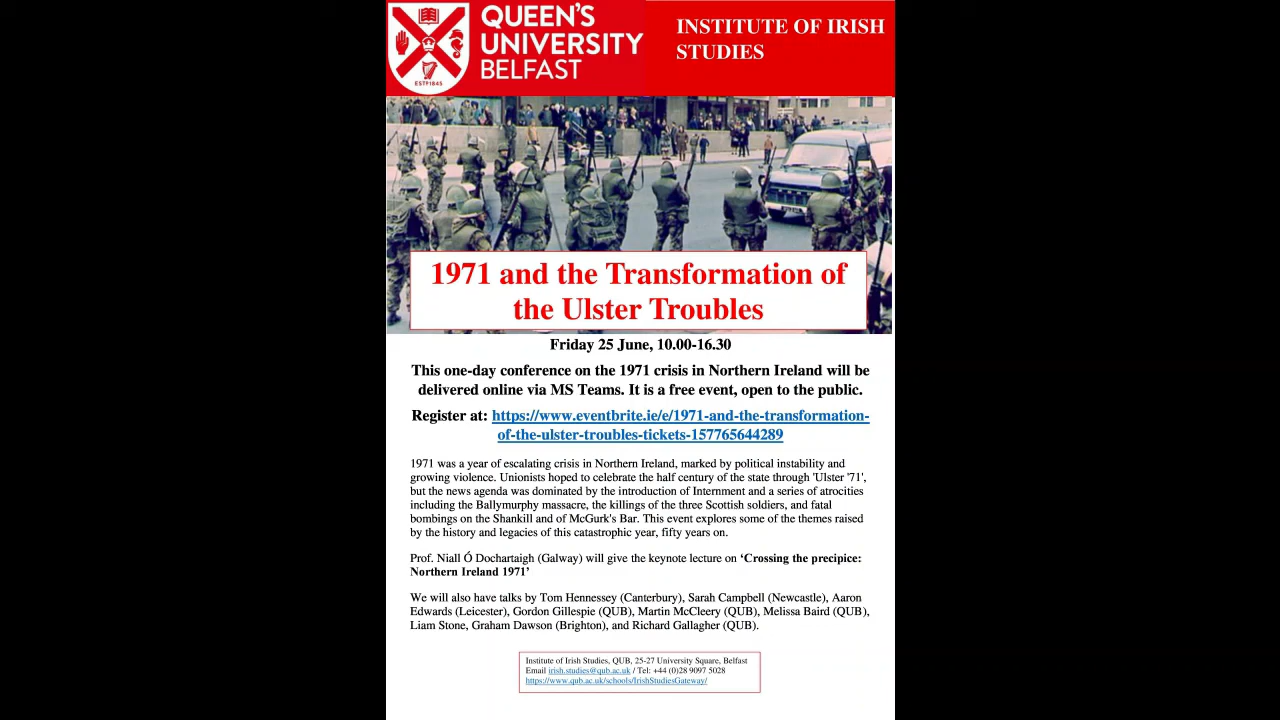 QUEEN'S
UNIVERSITY
BELFAST
ESTD 1845
INSTITUTE OF IRISH
STUDIES
1971 and the Transformation of
the Ulster Troubles
Friday 25 June, 10.00-16.30
This one-day conference on the 1971 crisis in Northern Ireland will be
delivered online via MS Teams. It is a free event, open to the public.
Register at: https://www.eventbrite.ie/e/1971-and-the-transformation-
of-the-ulster-troubles-tickets-157765644289
1971 was a year of escalating crisis in Northern Ireland, marked by political instability and
growing violence. Unionists hoped to celebrate the half century of the state through 'Ulster '71',
but the news agenda was dominated by the introduction of Internment and a series of atrocities
including the Ballymurphy massacre, the killings of the three Scottish soldiers, and fatal
bombings on the Shankill and of McGurk's Bar. This event explores some of the themes raised
by the history and legacies of this catastrophic year, fifty years on.
Prof. Niall Ó Dochartaigh (Galway) will give the keynote lecture on ‘Crossing the precipice:
Northern Ireland 1971’
We will also have talks by Tom Hennessey (Canterbury), Sarah Campbell (Newcastle), Aaron
Edwards (Leicester), Gordon Gillespie (QUB), Martin McCleery (QUB), Melissa Baird (QUB),
Liam Stone, Graham Dawson (Brighton), and Richard Gallagher (QUB).
Institute of Irish Studies, QUB, 25-27 University Square, Belfast
Email irish.studies@qub.ac.uk / Tel: +44 (0)28 9097 5028
https://www.qub.ac.uk/schools/IrishStudiesGateway/